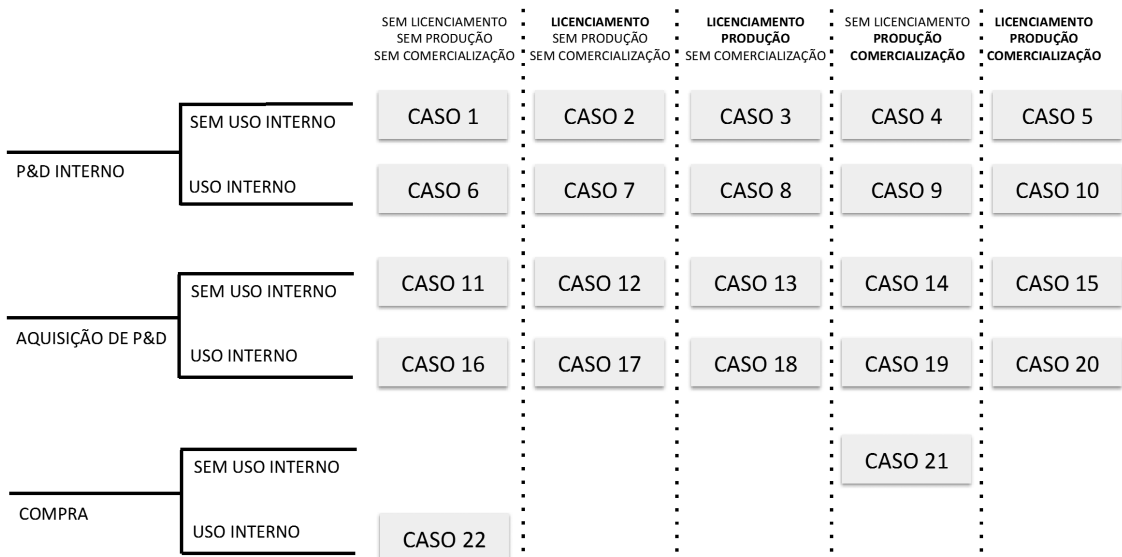 SEM LICENCIAMENTO
SEM PRODUÇÃO
SEM COMERCIALIZAÇÃO
LICENCIAMENTO
SEM PRODUÇÃO
SEM COMERCIALIZAÇÃO
LICENCIAMENTO
PRODUÇÃO
SEM COMERCIALIZAÇÃO
SEM LICENCIAMENTO
PRODUÇÃO
COMERCIALIZAÇÃO
LICENCIAMENTO
PRODUÇÃO
COMERCIALIZAÇÃO
P&D INTERNO
SEM USO INTERNO
CASO 1
CASO 2
CASO 3
CASO 4
CASO 5
USO INTERNO
CASO 6
CASO 7
CASO 8
CASO 9
CASO 10
AQUISIÇÃO DE P&D
SEM USO INTERNO
CASO 11
CASO 12
CASO 13
CASO 14
CASO 15
USO INTERNO
CASO 16
CASO 17
CASO 18
CASO 19
CASO 20
COMPRA
SEM USO INTERNO
CASO 21
USO INTERNO
CASO 22